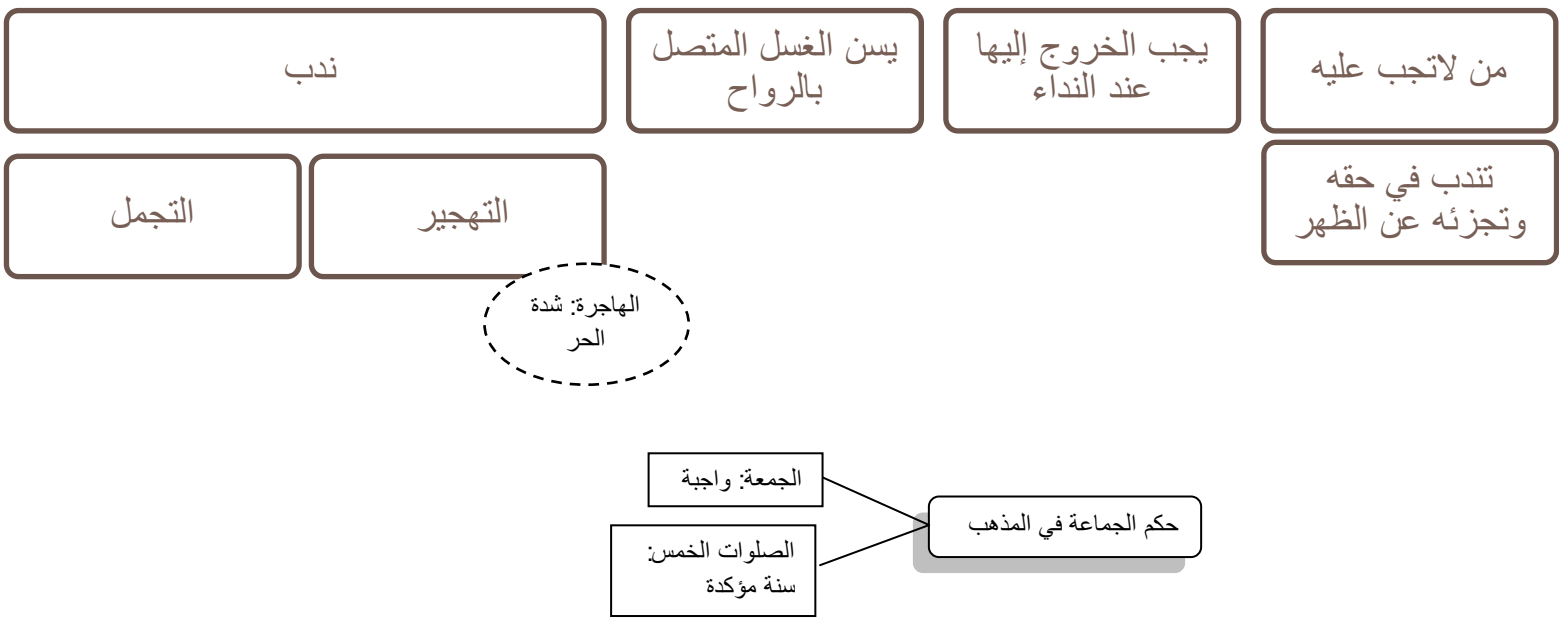 من لاتجب عليه
يجب الخروج إليها
عند النداء
يسن الغسل المتصل
بالرواح
ندب
تندب في حقه
وتجزئه عن الظهر
التهجير
التجمل
الهاجرة: شدة
الحر
حكم الجماعة في المذهب
الجمعة: واجبة
الصلوات الخمس:
سنة مؤكدة